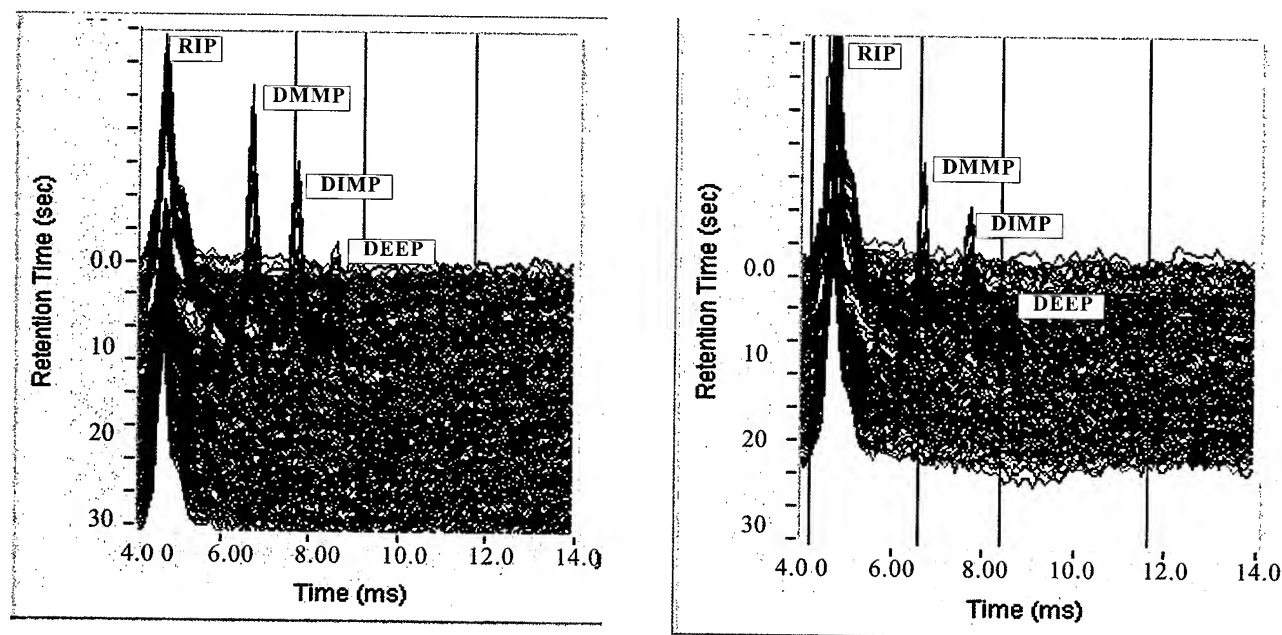 RIP
DMMP
DIMP
DEEP
Retention Time (sec)
0.0
10
20
30
4.0 0 6.00 8.00 10.0 12.0 14.0
Time (ms)
RIP
DMMP
DIMP
DEEP
Retention Time (sec)
0.0
10
20
30
4.0 0 6.00 8.00 10.0 12.0 14.0
Time (ms)